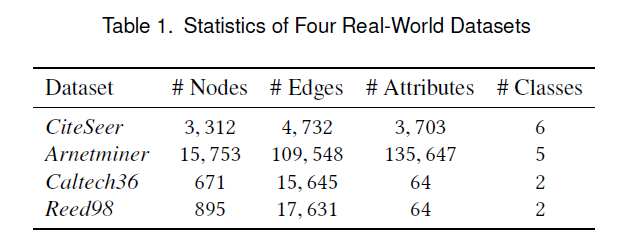 Table 1. Statistics of Four Real-World Datasets
Dataset # Nodes # Edges # Attributes # Classes
CiteSeer 3, 312 4, 732 3, 703 6
Arnetminer 15, 753 109, 548 135, 647 5
Caltech36 671 15, 645 64 2
Reed98 895 17, 631 64 2